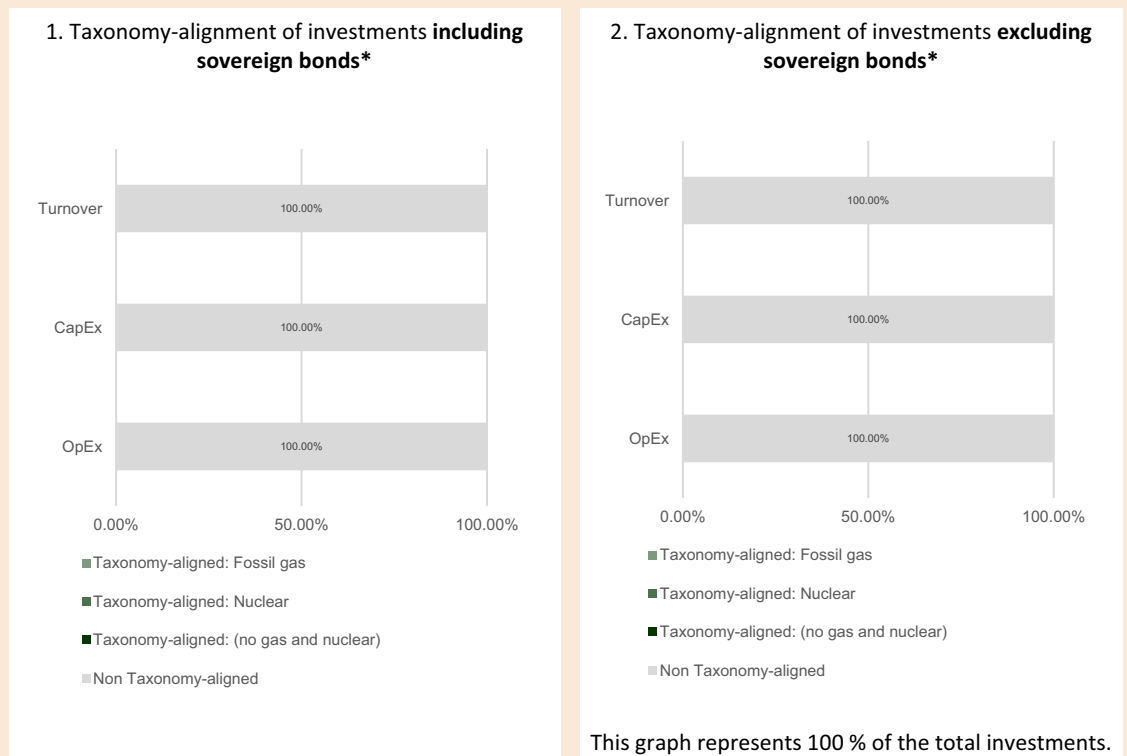 1. Taxonomy-alignment of investments including
sovereign bonds*
Turnover
100.00%
CapEx
100.00%
OpEx
100.00%
0.00%
50.00%
100.00%
Taxonomy-aligned: Fossil gas
Taxonomy-aligned: Nuclear
Taxonomy-aligned: (no gas and nuclear)
Non Taxonomy-aligned
2. Taxonomy-alignment of investments excluding
sovereign bonds*
Turnover
100.00%
CapEx
100.00%
OpEx
100.00%
0.00%
50.00%
100.00%
Taxonomy-aligned: Fossil gas
Taxonomy-aligned: Nuclear
Taxonomy-aligned: (no gas and nuclear)
Non Taxonomy-aligned
This graph represents 100 % of the total investments.